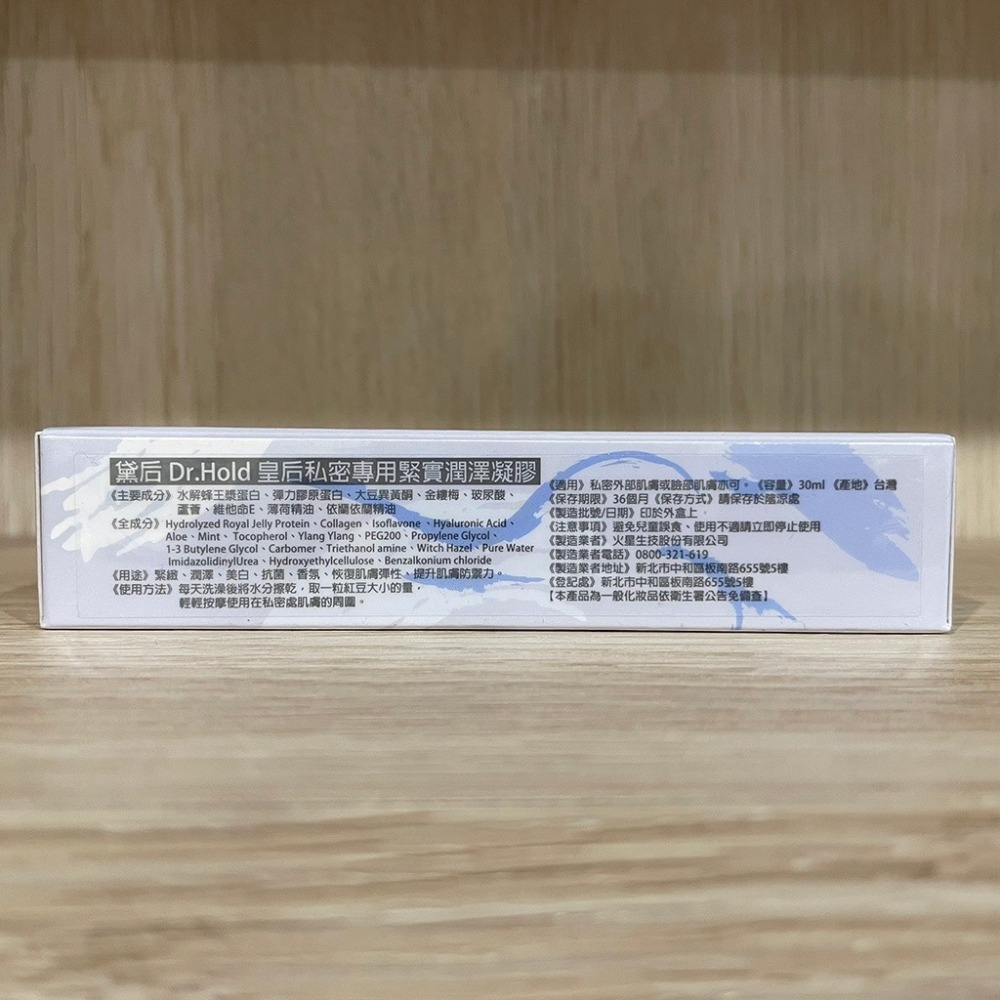 黛后 Dr.Hold 皇后私密專用緊實潤澤凝膠
《主要成分》水解蜂王漿蛋白、彈力膠原蛋白、大豆異黃酮、金縷梅、玻尿酸、
蘆薈、維他命E、薄荷精油、依蘭依蘭精油
《全成分》Hydrolyzed Royal Jelly Protein、Collagen、Isoflavone、Hyaluronic Acid、
Aloe、Mint、Tocopherol、Ylang Ylang、PEG200、Propylene Glycol、
1-3 Butylene Glycol、Carbomer、Triethanol amine、Witch Hazel、Pure Water
ImidazolidinylUrea、Hydroxyethylcellulose、Benzalkonium chloride
《用途》緊緻、潤澤、美白、抗菌、香氛、恢復肌膚彈性、提升肌膚防禦力。
《使用方法》每天洗澡後將水分擦乾，取一粒紅豆大小的量，
輕輕按摩使用在私密處肌膚的周圍。
《適用》私密外部肌膚或臉部肌膚亦可。《容量》30ml 《產地》台灣
《保存期限》36個月《保存方式》請保存於陰涼處
《製造批號/日期》印於外盒上
《注意事項》避免兒童誤食、使用不適請立即停止使用
《製造業者》火星生技股份有限公司
《製造業者電話》0800-321-619
《製造業者地址》新北市中和區板南路655號5樓
《登記處》新北市中和區板南路655號5樓
【本產品為一般化妝品依衛生署公告免備查】